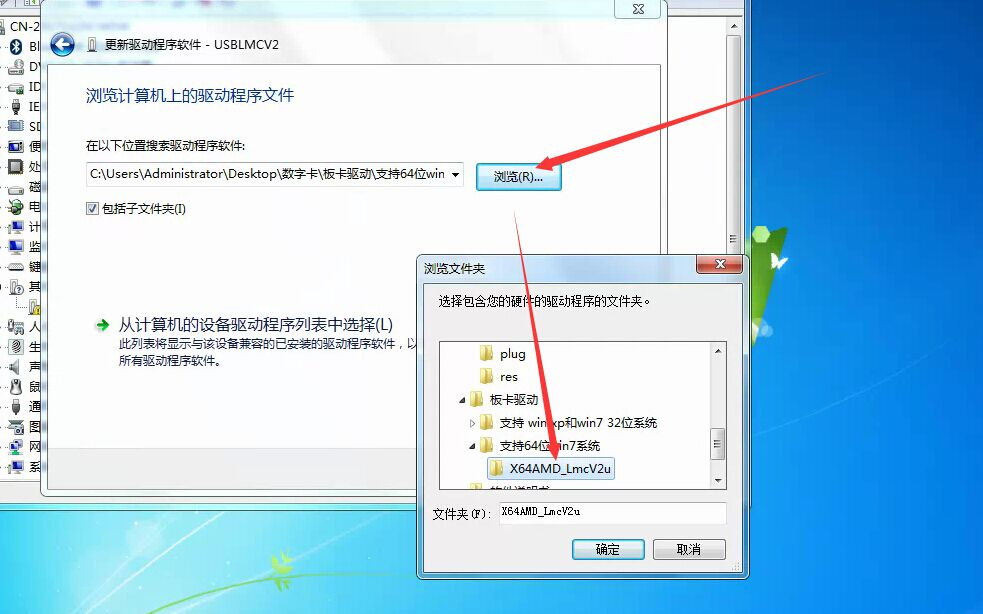 CN-2
更新驱动程序软件 - USBLMCV2
浏览计算机上的驱动程序文件
在以下位置搜索驱动程序软件:
C:\Users\Administrator\Desktop\数字卡\板卡驱动\支持64位win
浏览(R)...
包括子文件夹(I)
从计算机的设备驱动程序列表中选择(L)
此列表将显示与该设备兼容的已安装的驱动程序软件，以
所有驱动程序软件。
Bl
DV
ID
IE
SD
便
处
磁
电
计
监
键
其
人
生
声
鼠
通
图
网
系
浏览文件夹
选择包含您的硬件的驱动程序的文件夹。
plug
res
板卡驱动
支持 win xp和win7 32位系统
支持64位win7系统
X64AMD_LmcV2u
软件说明书
文件夹(F):
X64AMD_LmcV2u
确定
取消